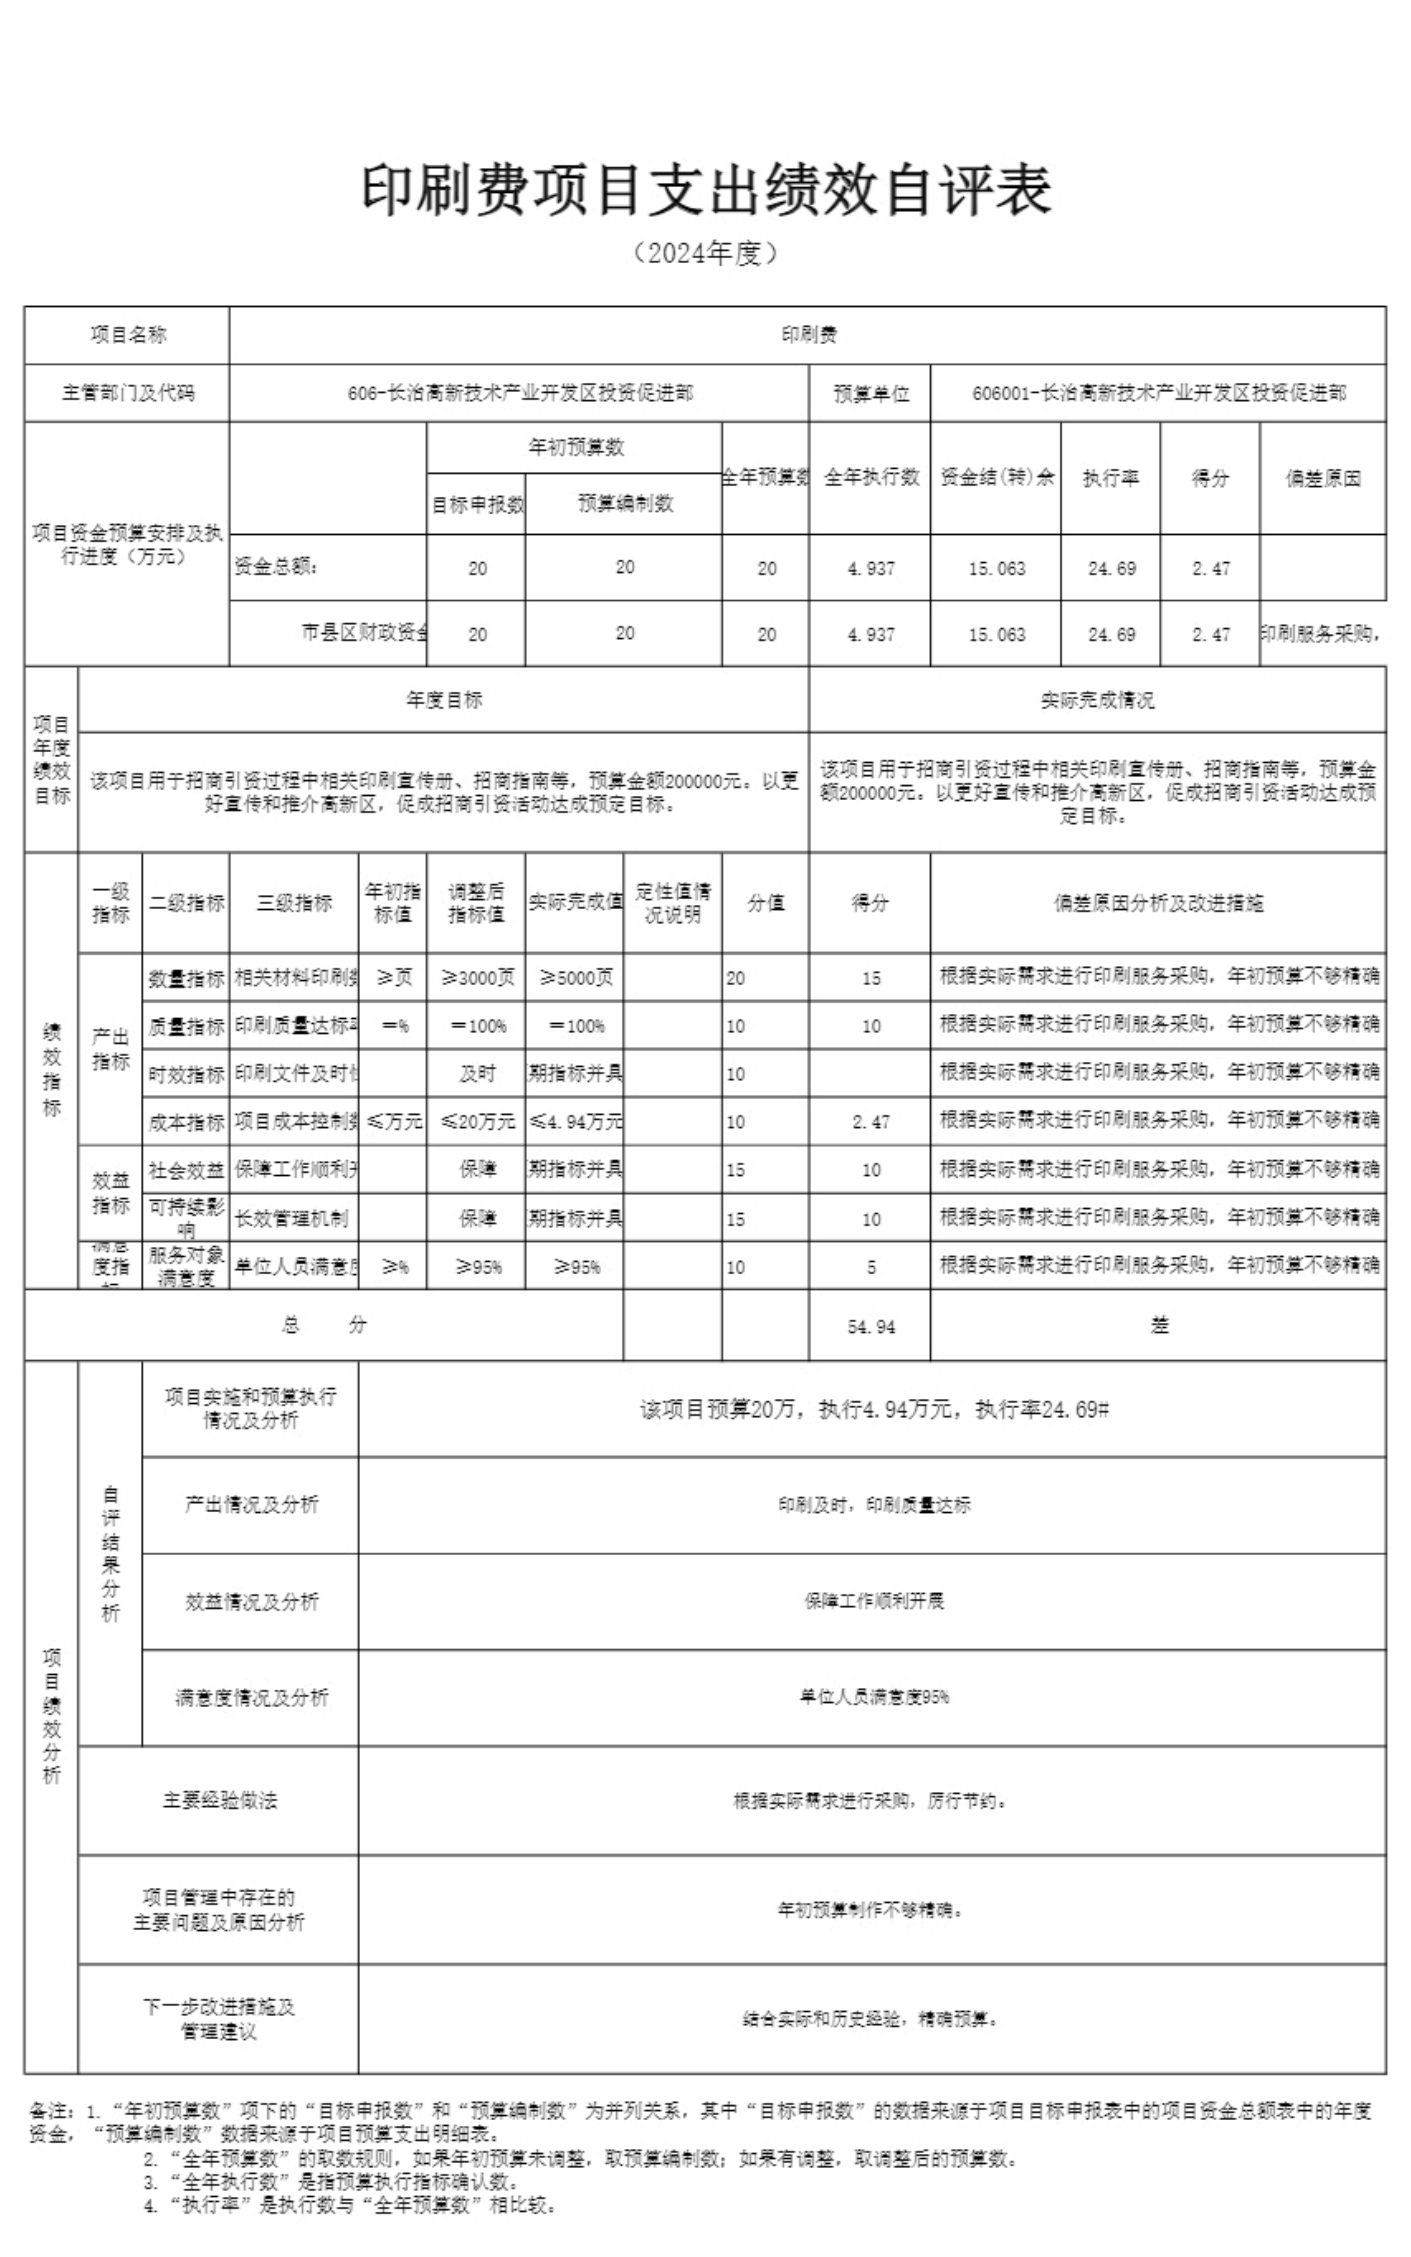 印刷费项目支出绩效自评表
（2024年度）
项目名称 印刷费
主管部门及代码 606-长治高新技术产业开发区投资促进部 预算单位 606001-长治高新技术产业开发区投资促进部
项目资金预算安排及执
行进度（万元）
年初预算数
全年预算数 全年执行数 资金结(转)余 执行率 得分 偏差原因
目标申报数 预算编制数
资金总额： 20 20 20 4.937 15.063 24.69 2.47
市县区财政资金 20 20 20 4.937 15.063 24.69 2.47 印刷服务采购，
项目
年度
绩效
目标
年度目标 实际完成情况
该项目用于招商引资过程中相关印刷宣传册、招商指南等，预算金额200000元。以更
好宣传和推介高新区，促成招商引资活动达成预定目标。
该项目用于招商引资过程中相关印刷宣传册、招商指南等，预算金
额200000元。以更好宣传和推介高新区，促成招商引资活动达成预
定目标。
绩
效
指
标
一级
指标
二级指标 三级指标
年初指
标值
调整后
指标值
实际完成值
定性值情
况说明
分值 得分 偏差原因分析及改进措施
产出
指标
数量指标 相关材料印刷 ≥页 ≥3000页 ≥5000页 20 15 根据实际需求进行印刷服务采购，年初预算不够精确
质量指标 印刷质量达标 =% =100% =100% 10 10 根据实际需求进行印刷服务采购，年初预算不够精确
时效指标 印刷文件及时 及时 期指标并具 10 根据实际需求进行印刷服务采购，年初预算不够精确
成本指标 项目成本控制 ≤万元 ≤20万元 ≤4.94万元 10 2.47 根据实际需求进行印刷服务采购，年初预算不够精确
效益
指标
社会效益 保障工作顺利 保障 期指标并具 15 10 根据实际需求进行印刷服务采购，年初预算不够精确
可持续影
响
长效管理机制 保障 期指标并具 15 10 根据实际需求进行印刷服务采购，年初预算不够精确
满意
度指
标
服务对象
满意度
单位人员满意度 ≥% ≥95% ≥95% 10 5 根据实际需求进行印刷服务采购，年初预算不够精确
总 分 54.94 差
项
目
绩
效
分
析
自
评
结
果
分
析
项目实施和预算执行
情况及分析
该项目预算20万，执行4.94万元，执行率24.69#
产出情况及分析 印刷及时，印刷质量达标
效益情况及分析 保障工作顺利开展
满意度情况及分析 单位人员满意度95%
主要经验做法 根据实际需求进行采购，厉行节约。
项目管理中存在的
主要问题及原因分析
年初预算制作不够精确。
下一步改进措施及
管理建议
结合实际和历史经验，精确预算。
备注：1.“年初预算数”项下的“目标申报数”和“预算编制数”为并列关系，其中“目标申报数”的数据来源于项目目标申报表中的项目资金总额表中的年度
资金，“预算编制数”数据来源于项目预算支出明细表。
2.“全年预算数”的取数规则，如果年初预算未调整，取预算编制数；如果有调整，取调整后的预算数。
3.“全年执行数”是指预算执行指标确认数。
4.“执行率”是执行数与“全年预算数”相比较。